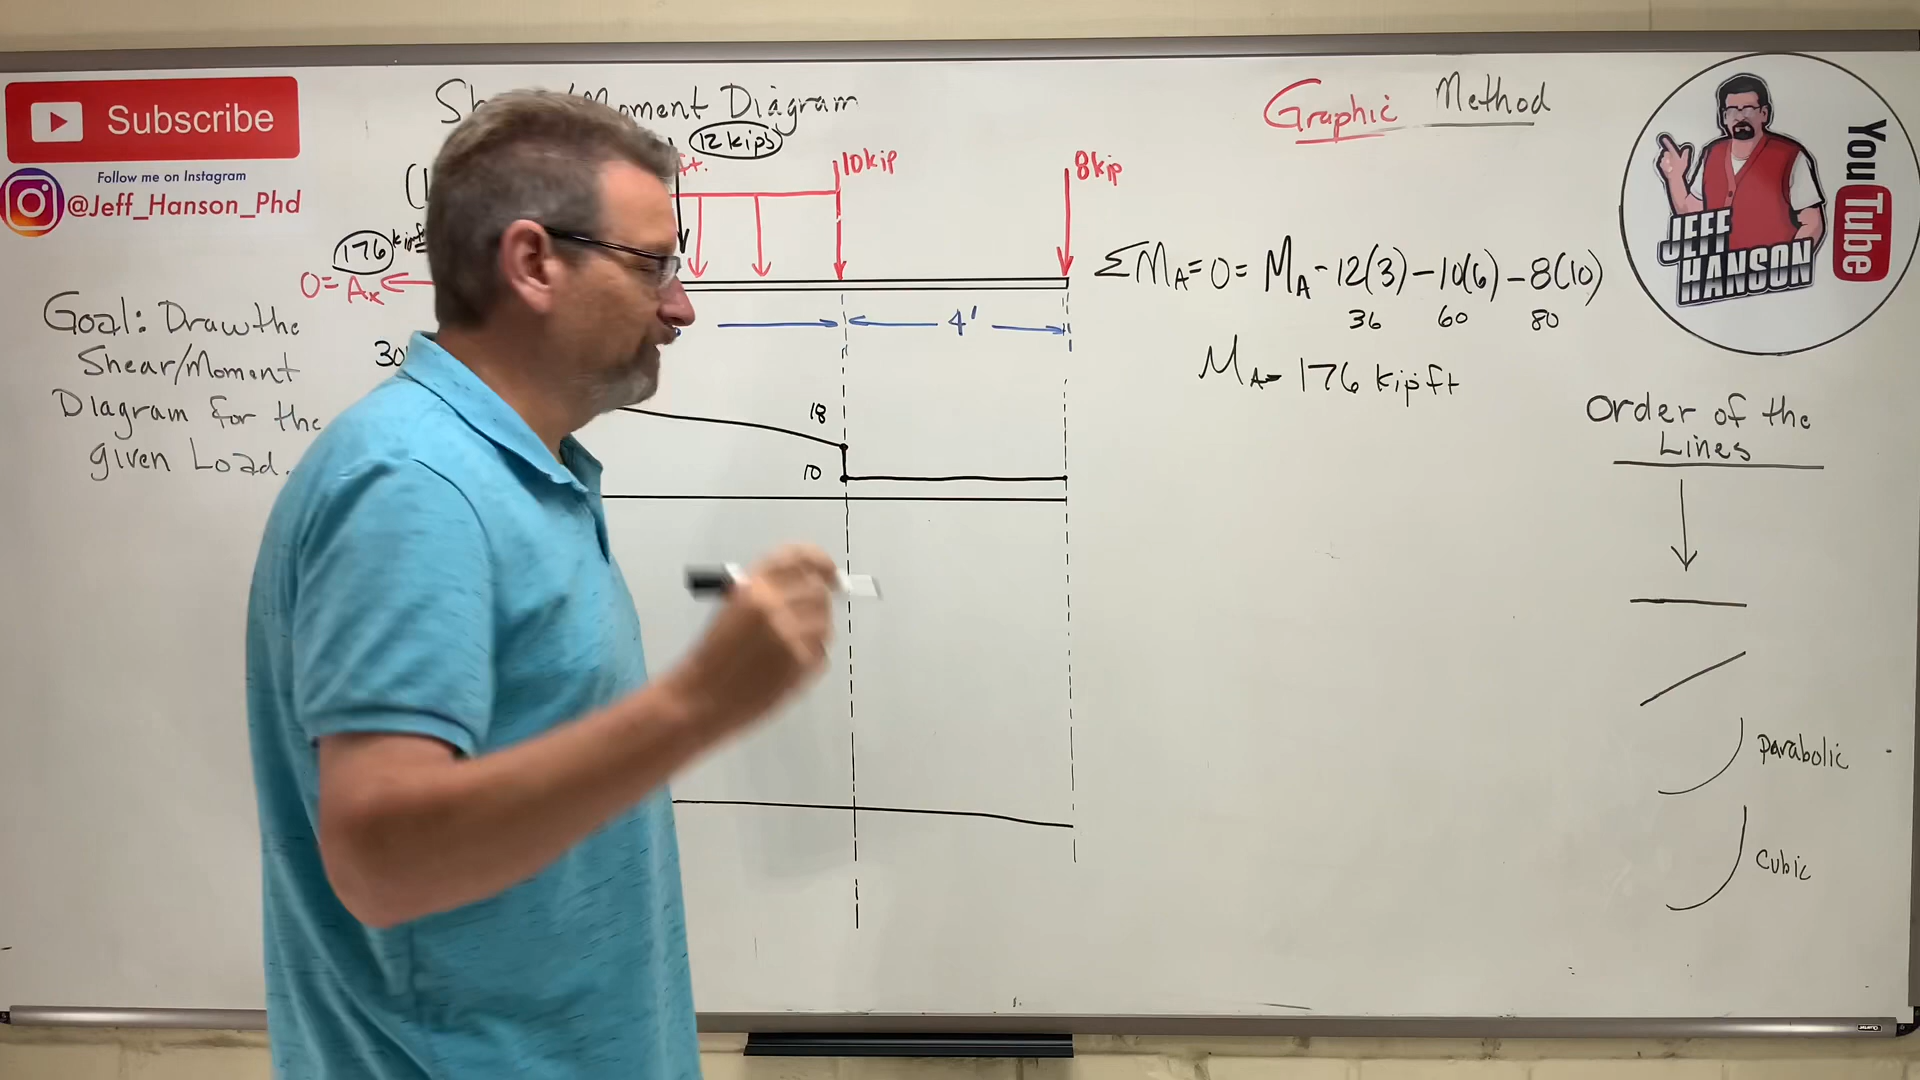 Subscribe
Follow me on Instagram
@Jeff_Hanson_Phd
Moment Diagram
12 kips
ft.
10kip
8kip
176
0=Ax
4'
30
Goal: Draw the
Shear/Moment
Diagram for the
given Load.
18
10
Graphic Method
ΣMA=0= MA-12(3)-10(6)-8(10)
36 60 80
MA= 176 kipft
YouTube
JEFF
HANSON
Order of the
Lines
parabolic
cubic